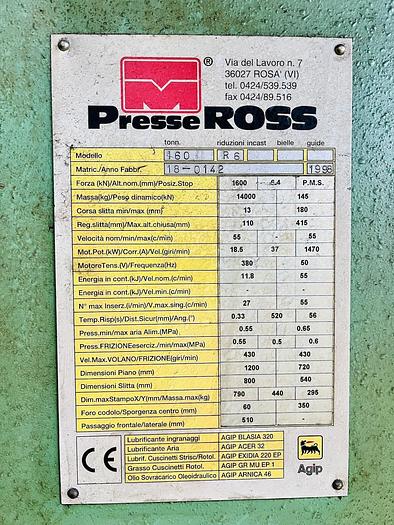 ®
Via del Lavoro n. 7
36027 ROSA' (VI)
tel. 0424/539.539
fax 0424/89.516
Presse ROSS
tonn. riduzioni incast bielle guide
Modello 160 R6
Matric./Anno Fabbr. 18-0142 1996
Forza (kN)/Alt.nom.(mm)/Posiz.Stop 1600 6.4 P.M.S.
Massa(kg)/Peso dinamico(kN) 14000 145
Corsa slitta min/max (mm) 13 180
Reg.slitta(mm)/Max.alt.chiusa(mm) 110 415
Velocità nom/min/max(c/min) 55 - 55
Mot.Pot.(kW)/Corr.(A)/Vel.(giri/min) 18.5 37 1470
MotoreTens.(V)/Frequenza(Hz) 380 50
Energia in cont.(kJ)/Vel.nom.(c/min) 11.8 55
Energia in cont.(kJ)/Vel.min.(c/min) - -
N° max Inserz.(i/min)/V.max.sing.(c/min) 27 55
Temp.Risp(s)/Dist.Sicur(mm)/Ang.(°) 0.33 520 56
Press.min/max aria Alim.(MPa) 0.55 0.65
Press.FRIZIONEeserciz./min/max(MPa) 0.55 0.5 0.6
Vel.Max.VOLANO/FRIZIONE(giri/min) 430 430
Dimensioni Piano (mm) 1200 720
Dimensioni Slitta (mm) 800 540
Dim.maxStampoX/Y(mm)/Massa.max(kg) 790 440 295
Foro codolo/Sporgenza centro (mm) 60 350
Passaggio frontale/laterale (mm) 510 -
CE
Lubrificante ingranaggi AGIP BLASIA 320
Lubrificante Aria AGIP ACER 32
Lubrif. Cuscinetti Strisc/Rotol. AGIP EXIDIA 220 EP
Grasso Cuscinetti Rotol. AGIP GR MU EP 1
Olio Sovracarico Oleoidraulico AGIP ARNICA 46
Agip